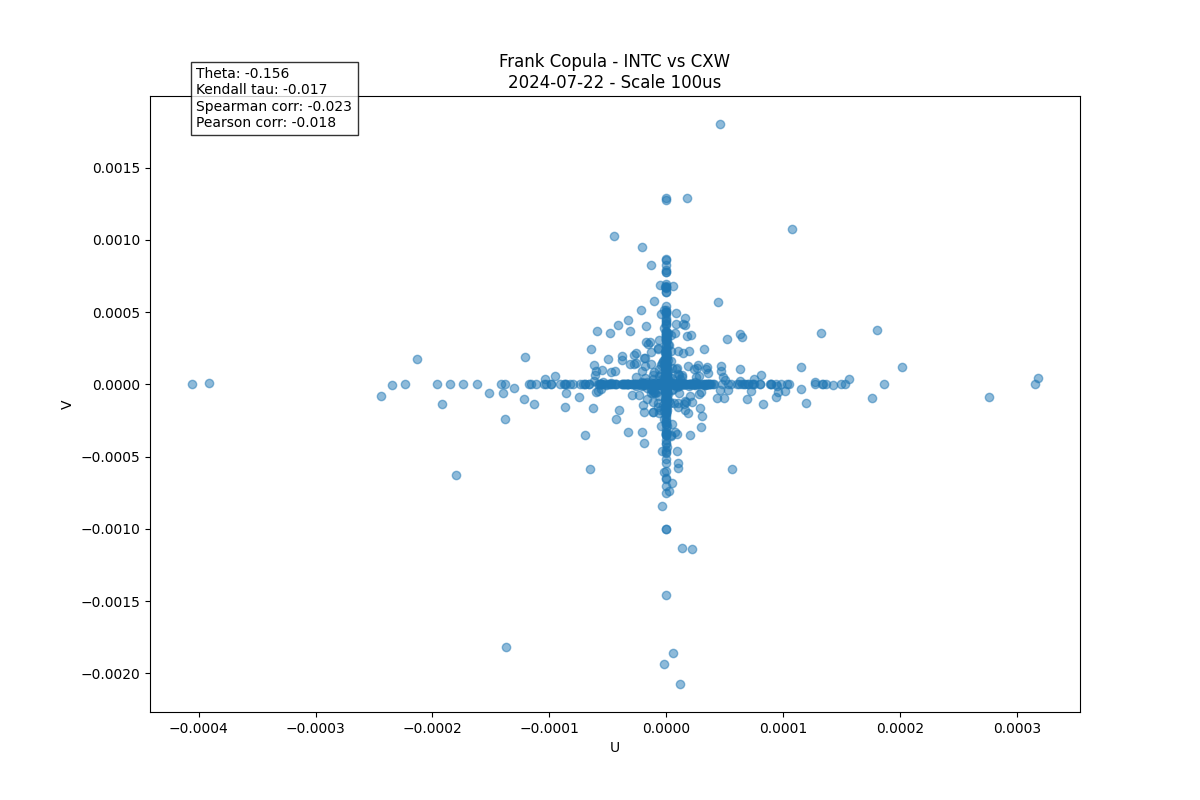 Frank Copula - INTC vs CXW
2024-07-22 - Scale 100us
Theta: -0.156
Kendall tau: -0.017
Spearman corr: -0.023
Pearson corr: -0.018
V
0.0015
0.0010
0.0005
0.0000
−0.0005
−0.0010
−0.0015
−0.0020
−0.0004 −0.0003 −0.0002 −0.0001 0.0000 0.0001 0.0002 0.0003
U